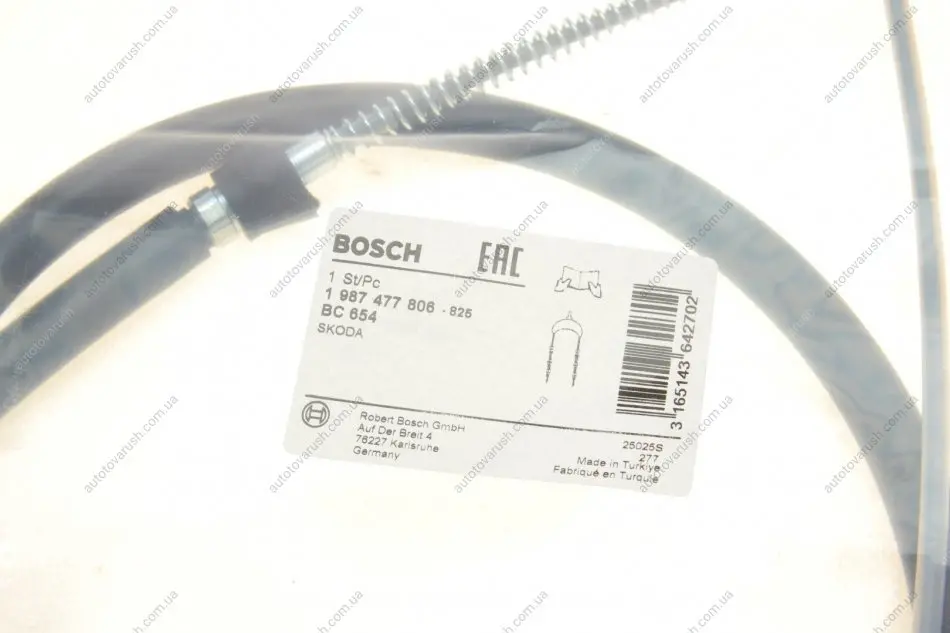 BOSCH EAC
1 St/Pc
1 987 477 806 - 825
BC 654
SKODA
3 165143 642702
Robert Bosch GmbH
Auf Der Breit 4
76227 Karlsruhe
Germany
25025S
277
Made in Türkiye
Fabriqué en Turquie
autotovarush.com.ua